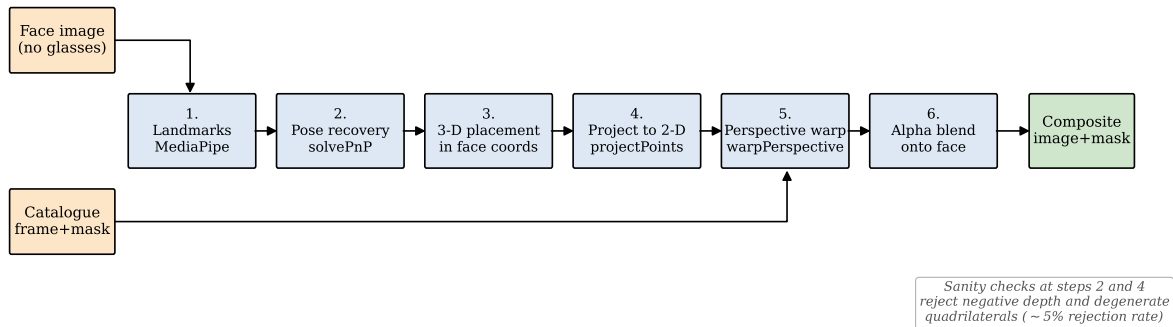 Face image
(no glasses)
1.
Landmarks
MediaPipe
2.
Pose recovery
solvePnP
3.
3-D placement
in face coords
4.
Project to 2-D
projectPoints
5.
Perspective warp
warpPerspective
6.
Alpha blend
onto face
Composite
image+mask
Catalogue
frame+mask
Sanity checks at steps 2 and 4
reject negative depth and degenerate
quadrilaterals (~5% rejection rate)